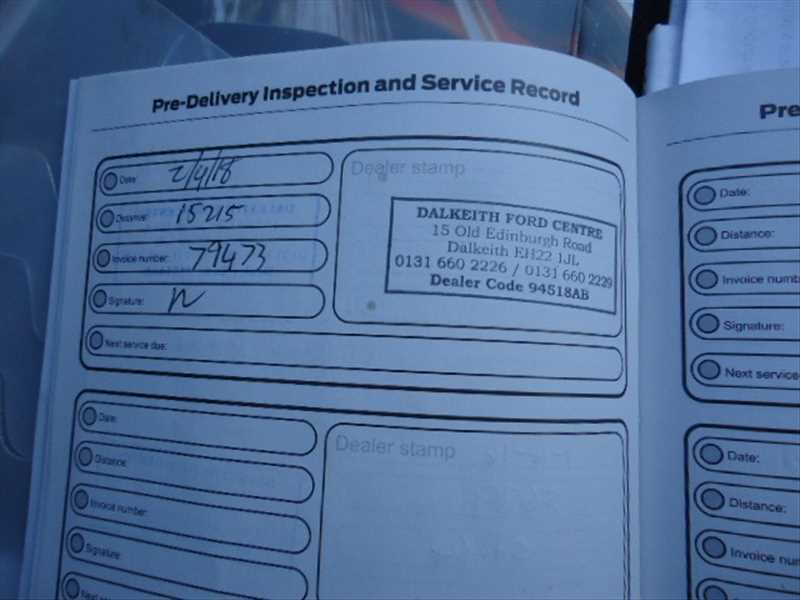 Pre-Delivery Inspection and Service Record
Date: 2/4/18
Distance: 15215
Invoice number: 79473
Signature:
Next service due:
Dealer stamp
DALKEITH FORD CENTRE
15 Old Edinburgh Road
Dalkeith EH22 1JL
0131 660 2226 / 0131 660 2229
Dealer Code 94518AB
Date:
Distance:
Invoice number:
Signature:
Next
Dealer stamp
Pre
Date:
Distance:
Invoice numb
Signature:
Next service
Date:
Distance:
Invoice num
Signature: